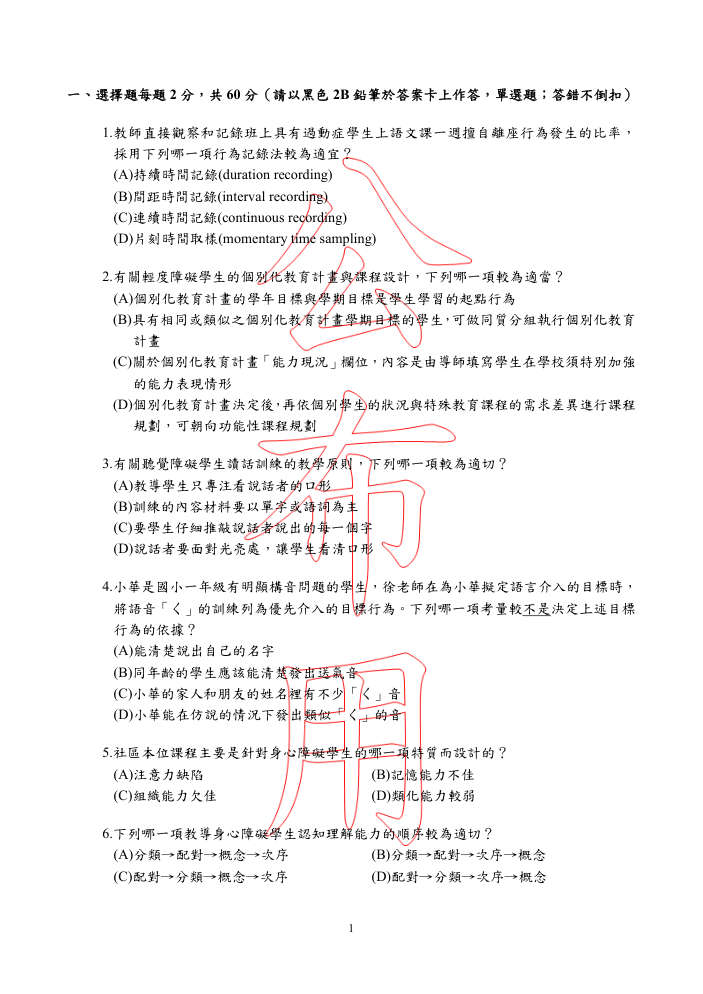 一、選擇題每題 2 分，共 60 分（請以黑色 2B 鉛筆於答案卡上作答，單選題；答錯不倒扣）
1.教師直接觀察和記錄班上具有過動症學生上語文課一週擅自離座行為發生的比率，
採用下列哪一項行為記錄法較為適宜？
(A)持續時間記錄(duration recording)
(B)間距時間記錄(interval recording)
(C)連續時間記錄(continuous recording)
(D)片刻時間取樣(momentary time sampling)
2.有關輕度障礙學生的個別化教育計畫與課程設計，下列哪一項較為適當？
(A)個別化教育計畫的學年目標與學期目標是學生學習的起點行為
(B)具有相同或類似之個別化教育計畫學期目標的學生，可做同質分組執行個別化教育
計畫
(C)關於個別化教育計畫「能力現況」欄位，內容是由導師填寫學生在學校須特別加強
的能力表現情形
(D)個別化教育計畫決定後，再依個別學生的狀況與特殊教育課程的需求差異進行課程
規劃，可朝向功能性課程規劃
3.有關聽覺障礙學生讀話訓練的教學原則，下列哪一項較為適切？
(A)教導學生只專注看說話者的口形
(B)訓練的內容材料要以單字或語詞為主
(C)要學生仔細推敲說話者說出的每一個字
(D)說話者要面對光亮處，讓學生看清口形
4.小華是國小一年級有明顯構音問題的學生，徐老師在為小華擬定語言介入的目標時，
將語音「ㄑ」的訓練列為優先介入的目標行為。下列哪一項考量較不是決定上述目標
行為的依據？
(A)能清楚說出自己的名字
(B)同年齡的學生應該能清楚發出送氣音
(C)小華的家人和朋友的姓名裡有不少「ㄑ」音
(D)小華能在仿說的情況下發出類似「ㄑ」的音
5.社區本位課程主要是針對身心障礙學生的哪一項特質而設計的？
(A)注意力缺陷 (B)記憶能力不佳
(C)組織能力欠佳 (D)類化能力較弱
6.下列哪一項教導身心障礙學生認知理解能力的順序較為適切？
(A)分類→配對→概念→次序 (B)分類→配對→次序→概念
(C)配對→分類→概念→次序 (D)配對→分類→次序→概念
1
公布用